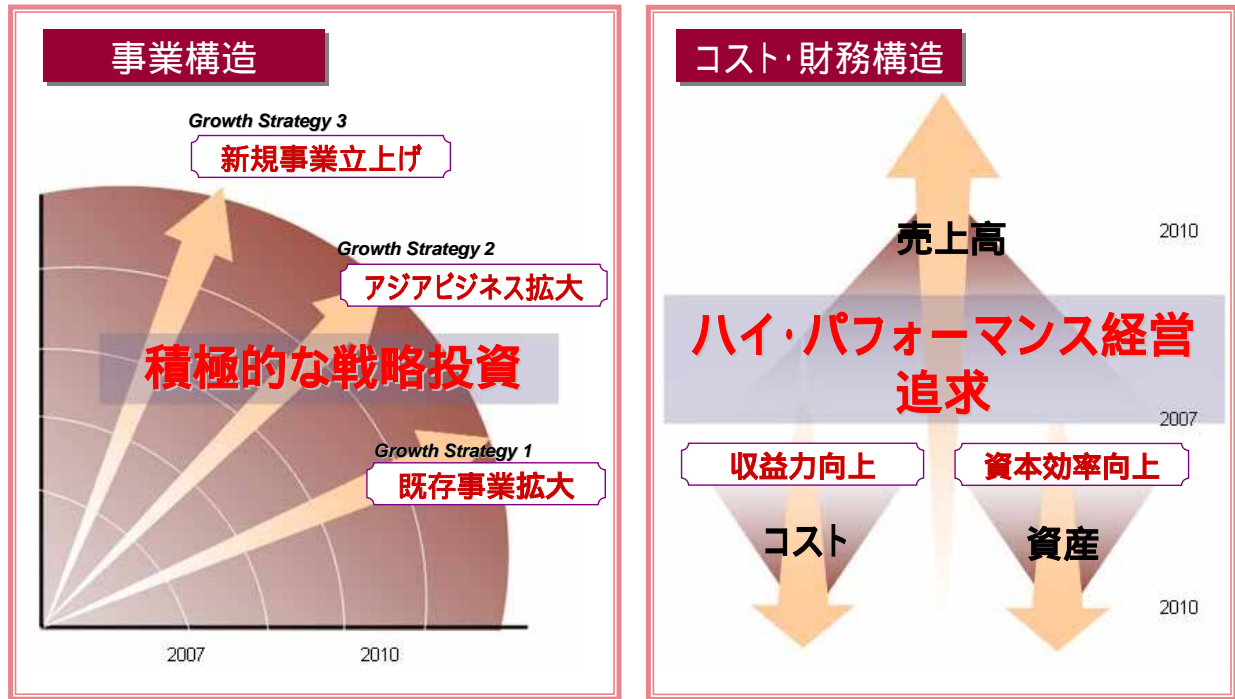 事業構造
Growth Strategy 3
新規事業立上げ
Growth Strategy 2
アジアビジネス拡大
積極的な戦略投資
Growth Strategy 1
既存事業拡大
2007
2010
コスト・財務構造
売上高
2010
ハイ・パフォーマンス経営
追求
2007
収益力向上
資本効率向上
コスト
資産
2010